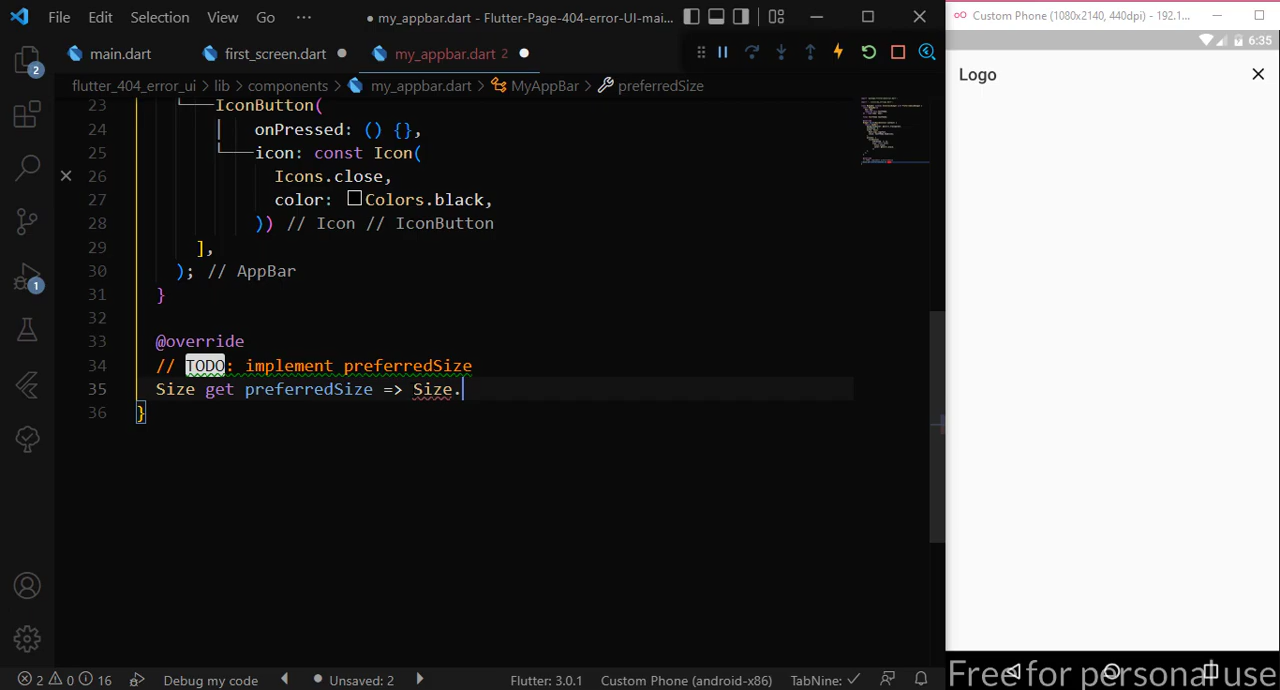 File Edit Selection View Go ··· ● my_appbar.dart - Flutter-Page-404-error-UI-mai...
main.dart first_screen.dart my_appbar.dart 2
flutter_404_error_ui > lib > components > my_appbar.dart > MyAppBar > preferredSize
23 IconButton(
24 onPressed: () {},
25 icon: const Icon(
26 Icons.close,
27 color: Colors.black,
28 )) // Icon // IconButton
29 ],
30 ); // AppBar
31 }
32
33 @override
34 // TODO: implement preferredSize
35 Size get preferredSize => Size.
36 }
2
1
2 0 16 Debug my code Unsaved: 2 Flutter: 3.0.1 Custom Phone (android-x86) TabNine: ✓
Custom Phone (1080x2140, 440dpi) - 192.1...
6:35
Logo
Free for personal use